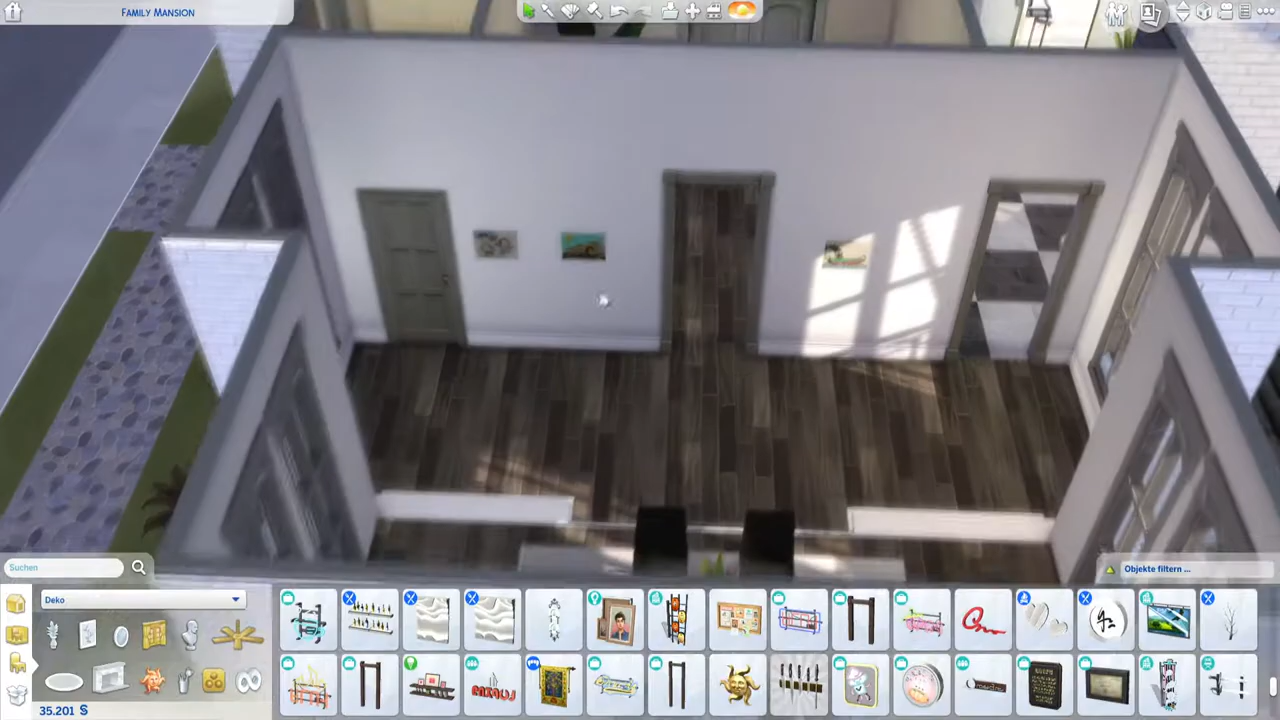 FAMILY MANSION
Suchen
Objekte filtern ...
Deko
35.201 $